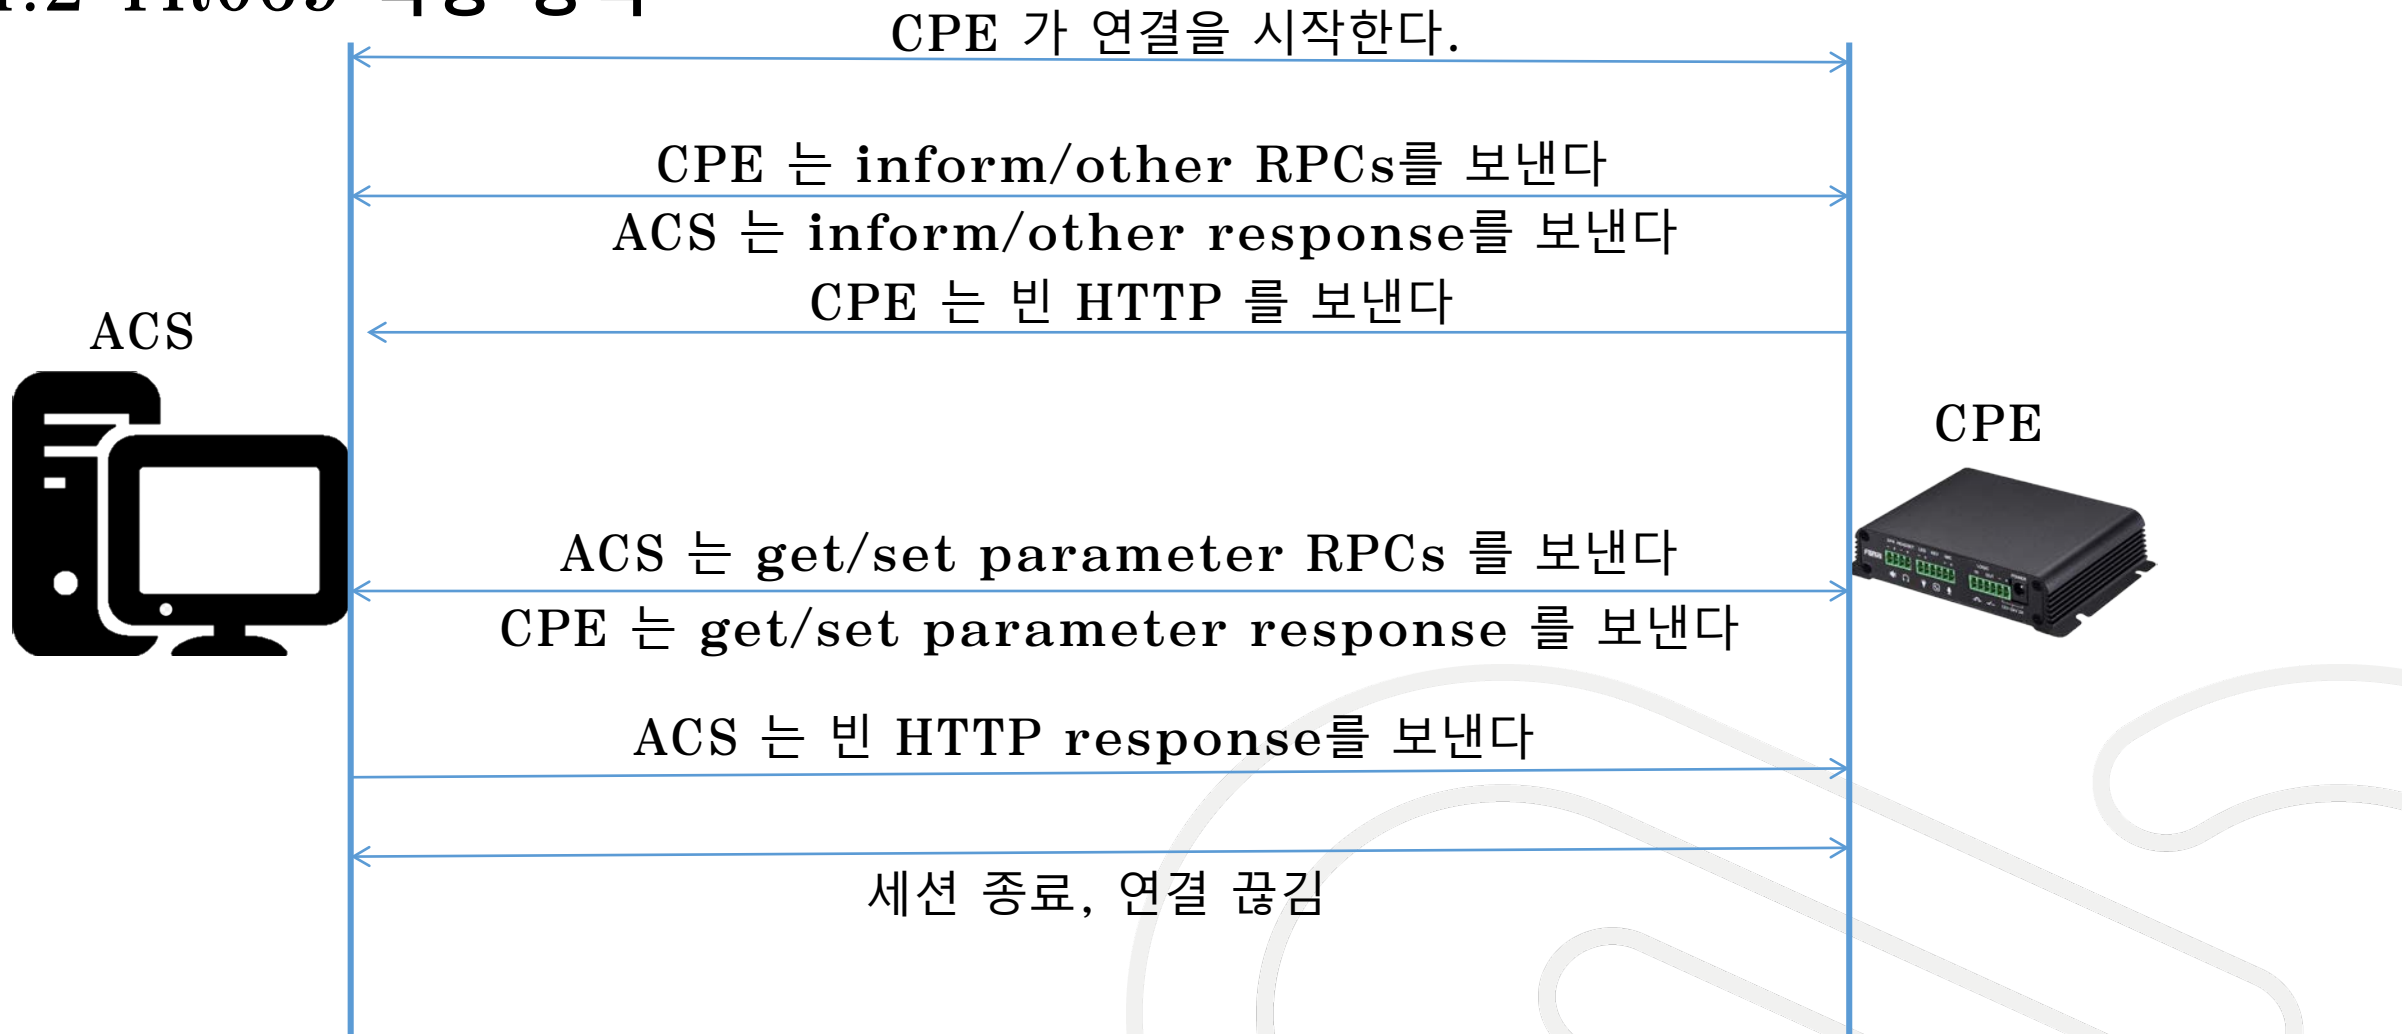 CPE 가 연결을 시작한다.
CPE 는 inform/other RPCs를 보낸다
ACS 는 inform/other response를 보낸다
CPE 는 빈 HTTP 를 보낸다
ACS
CPE
ACS 는 get/set parameter RPCs 를 보낸다
CPE 는 get/set parameter response 를 보낸다
ACS 는 빈 HTTP response를 보낸다
세션 종료, 연결 끊김